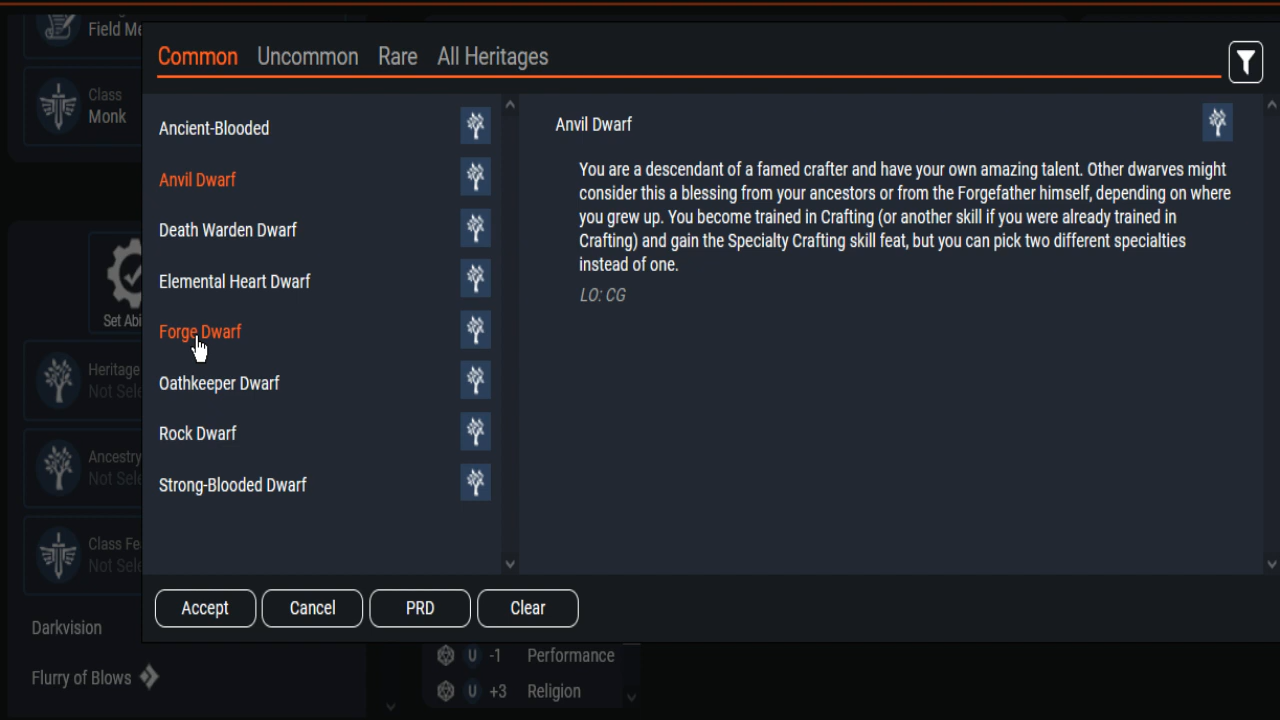 Field Me
Class
Monk
Set Abi
Heritage
Not Sele
Ancestry
Not Sele
Class Fe
Not Sele
Darkvision
Flurry of Blows
Common Uncommon Rare All Heritages
Ancient-Blooded
Anvil Dwarf
Death Warden Dwarf
Elemental Heart Dwarf
Forge Dwarf
Oathkeeper Dwarf
Rock Dwarf
Strong-Blooded Dwarf
Anvil Dwarf
You are a descendant of a famed crafter and have your own amazing talent. Other dwarves might
consider this a blessing from your ancestors or from the Forgefather himself, depending on where
you grew up. You become trained in Crafting (or another skill if you were already trained in
Crafting) and gain the Specialty Crafting skill feat, but you can pick two different specialties
instead of one.
LO: CG
Accept Cancel PRD Clear
U -1 Performance
U +3 Religion